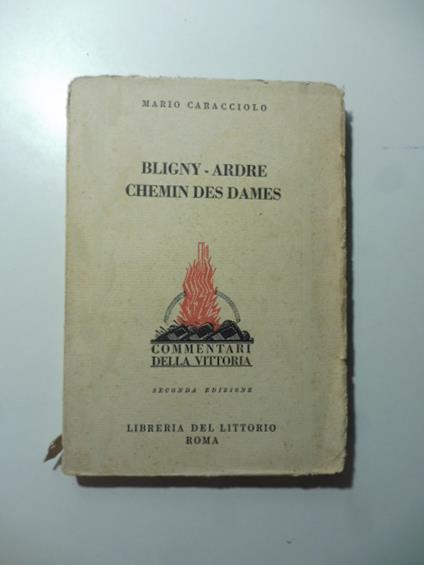 MARIO CARACCIOLO
BLIGNY - ARDRE
CHEMIN DES DAMES
COMMENTARI
DELLA VITTORIA
SECONDA EDIZIONE
LIBRERIA DEL LITTORIO
ROMA